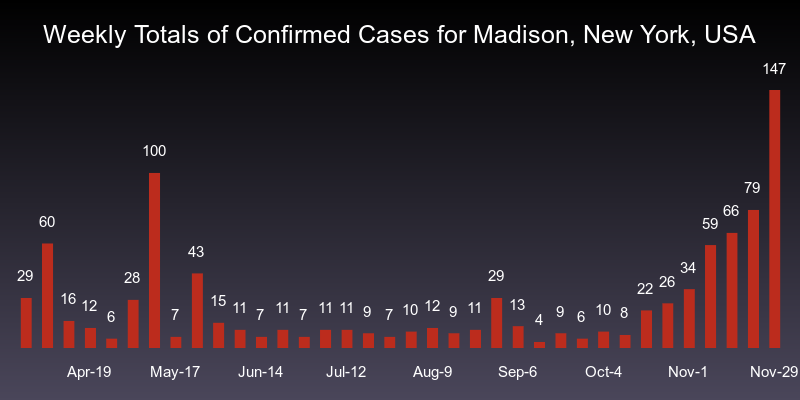 Weekly Totals of Confirmed Cases for Madison, New York, USA
29 60 16 12 6 28 100 7 43 15 11 7 11 7 11 11 9 7 10 12 9 11 29 13 4 9 6 10 8 22 26 34 59 66 79 147
Apr-19 May-17 Jun-14 Jul-12 Aug-9 Sep-6 Oct-4 Nov-1 Nov-29